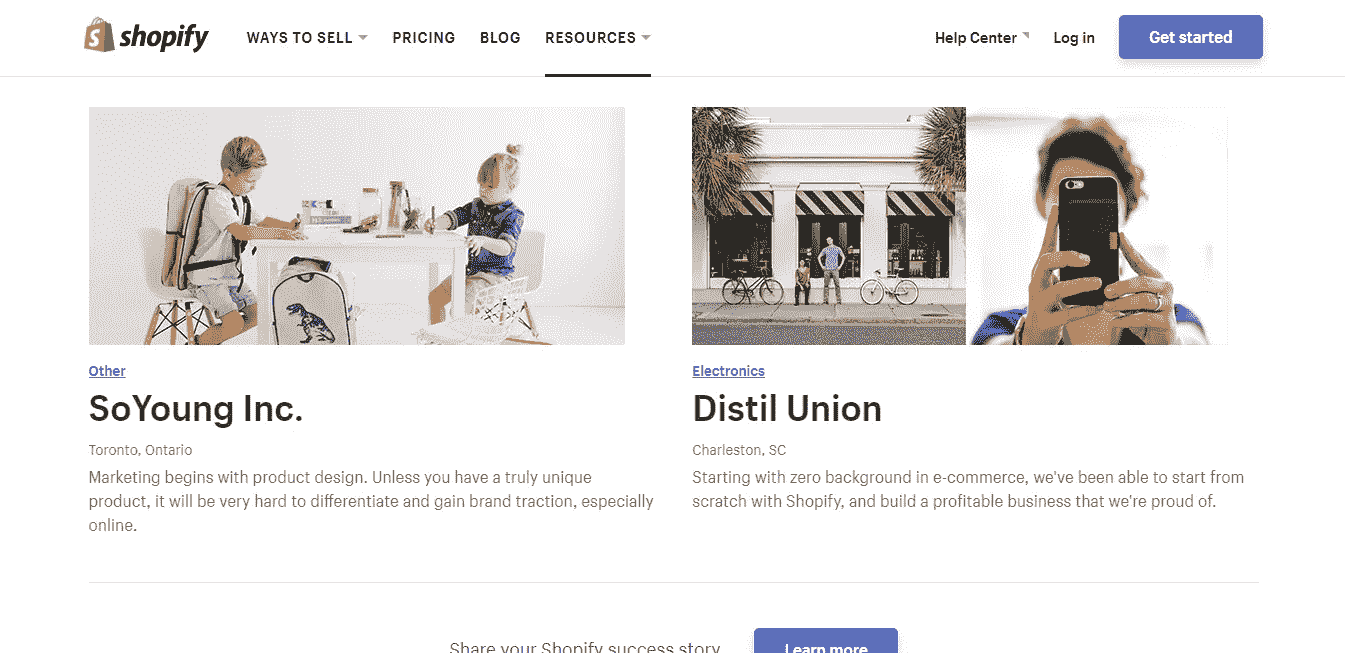 shopify WAYS TO SELL PRICING BLOG RESOURCES Help Center Log in Get started
Other
SoYoung Inc.
Toronto, Ontario
Marketing begins with product design. Unless you have a truly unique
product, it will be very hard to differentiate and gain brand traction, especially
online.
Electronics
Distil Union
Charleston, SC
Starting with zero background in e-commerce, we've been able to start from
scratch with Shopify, and build a profitable business that we're proud of.
Share your Shopify success story Learn more